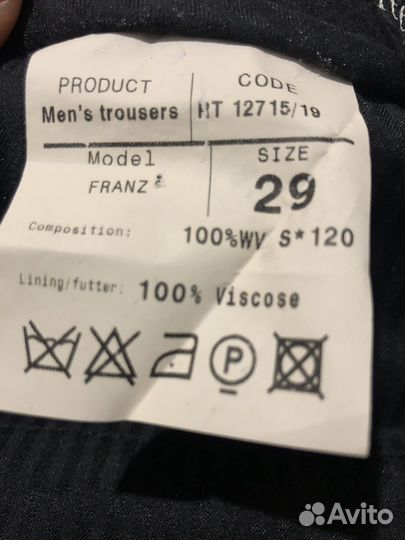 PRODUCT CODE
Men's trousers HT 12715/19
Model SIZE
FRANZ 29
Composition: 100%WV S*120
Lining/futter: 100% Viscose
P
Avito